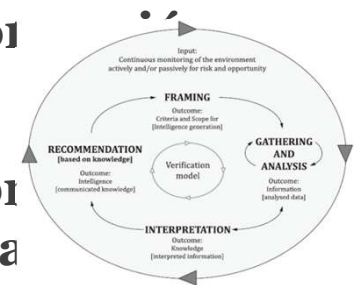 Input:
Continuous monitoring of the environment
actively and/or passively for risk and opportunity
FRAMING
Outcome:
Criteria and Scope for
[Intelligence generation]
RECOMMENDATION
[based on knowledge]
Outcome:
Intelligence
[communicated knowledge]
GATHERING
AND
ANALYSIS
Outcome:
Information
[analysed data]
Verification
model
INTERPRETATION
Outcome:
Knowledge
[interpreted information]